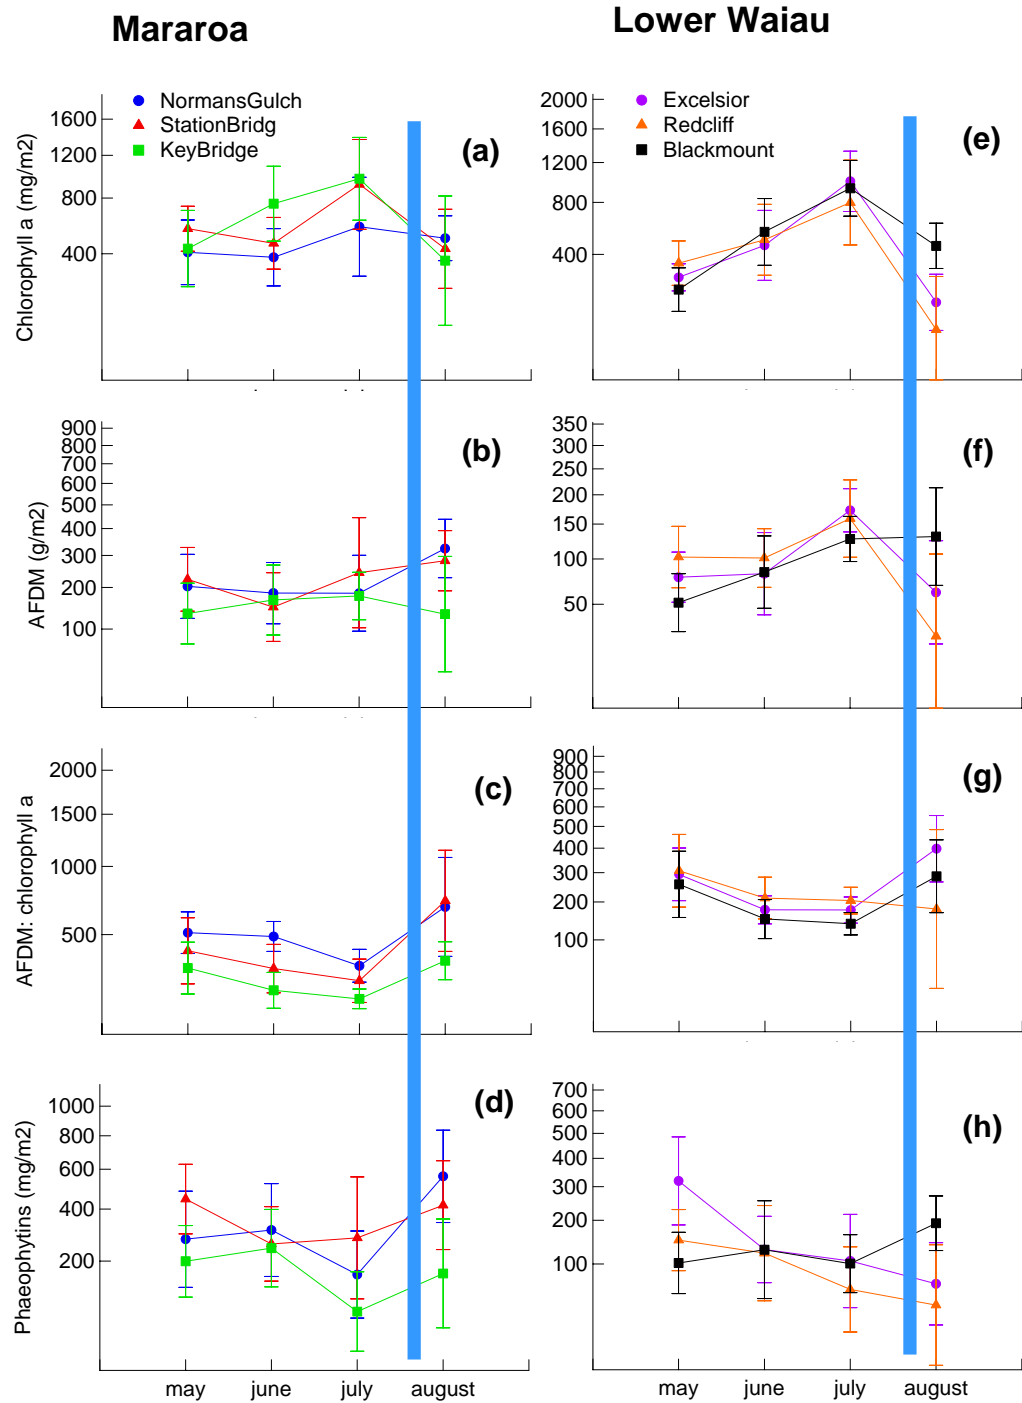 Mararoa
Lower Waiau
NormansGulch
StationBridg
KeyBridge
Excelsior
Redcliff
Blackmount
(a)
Chlorophyll a (mg/m2)
1600
1200
800
400
(e)
Chlorophyll a (mg/m2)
2000
1600
1200
800
400
(b)
AFDM (g/m2)
900
800
700
600
500
400
300
200
100
(f)
350
300
250
200
150
100
50
(c)
AFDM: chlorophyll a
2000
1500
1000
500
(g)
900
800
700
600
500
400
300
200
100
(d)
Phaeophytins (mg/m2)
1000
800
600
400
200
may june july august
(h)
700
600
500
400
300
200
100
may june july august